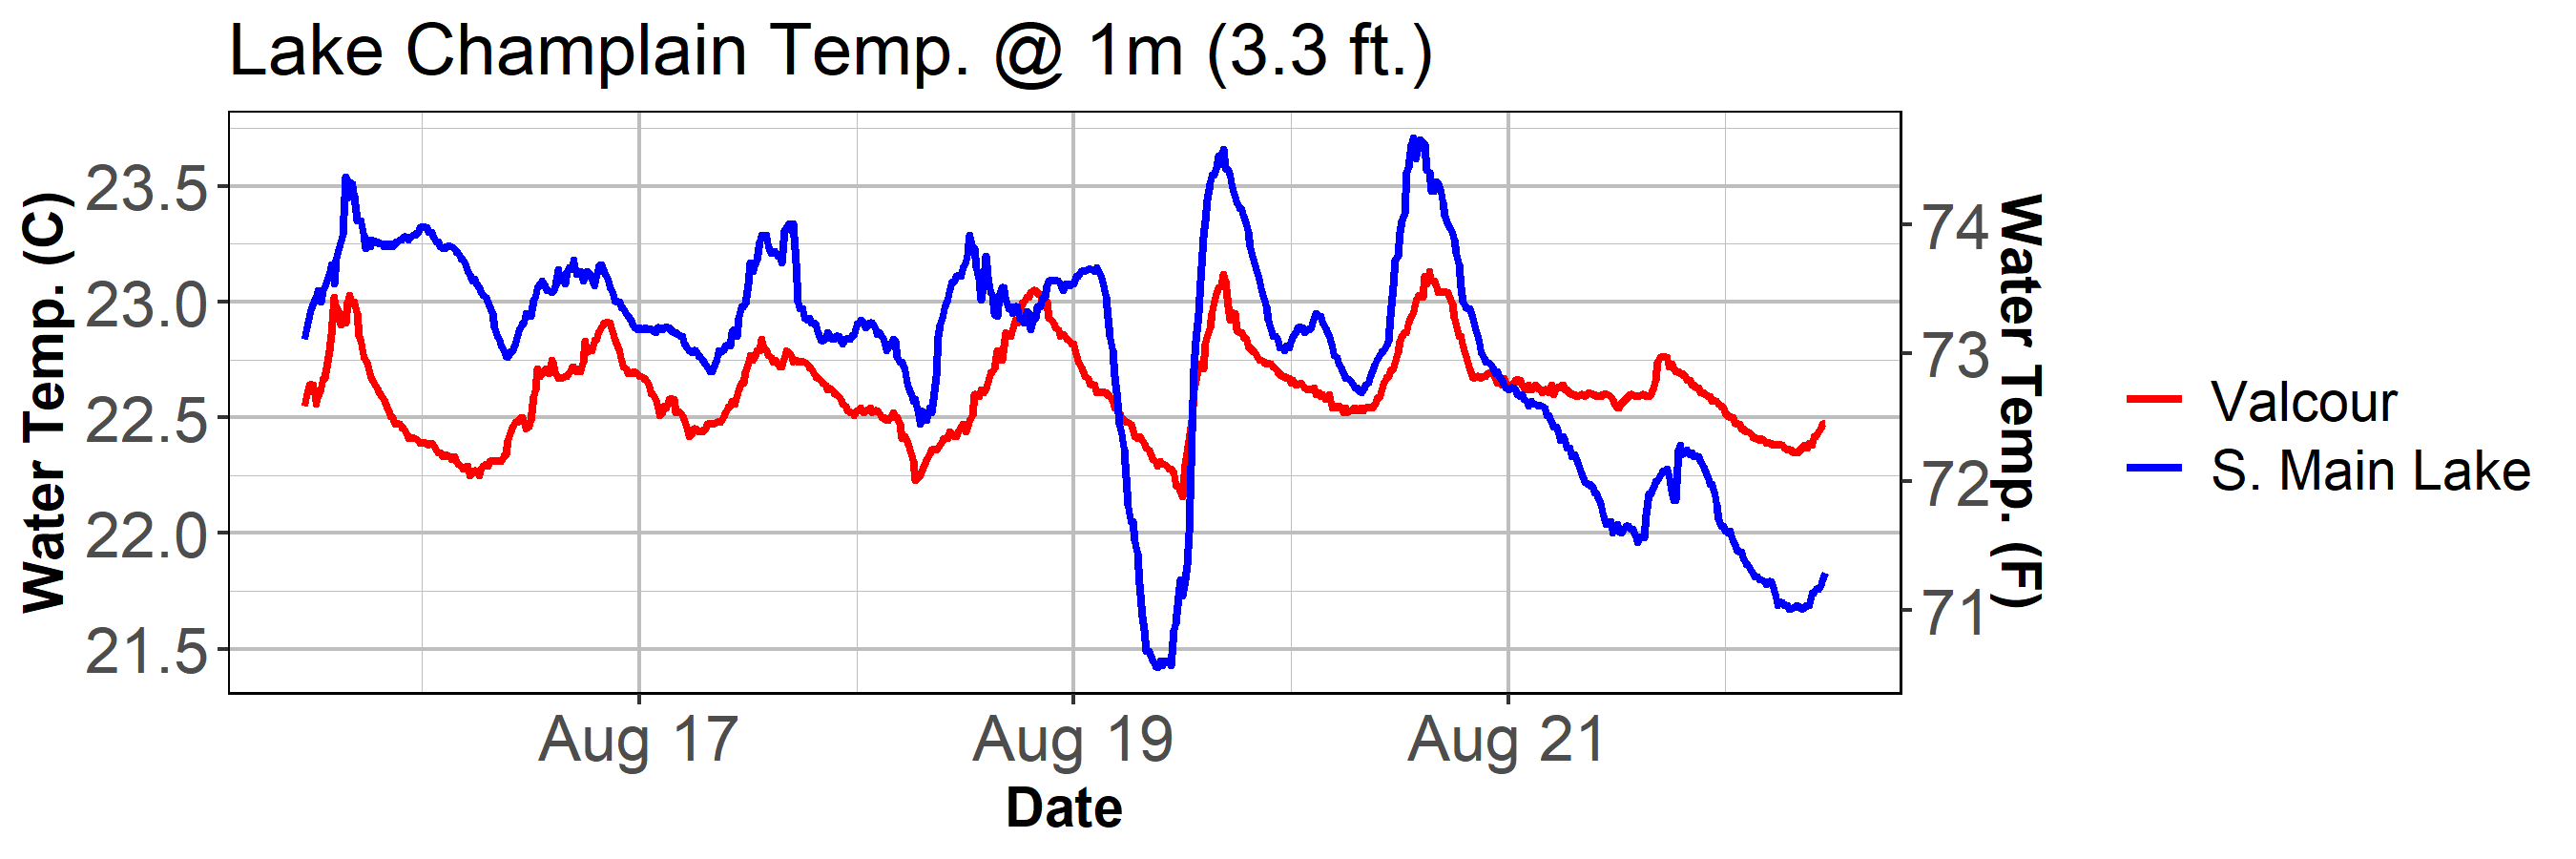 Lake Champlain Temp. @ 1m (3.3 ft.)
Water Temp. (C)
23.5
23.0
22.5
22.0
21.5
74
73
72
71
Water Temp. (F)
Aug 17 Aug 19 Aug 21
Date
Valcour
S. Main Lake